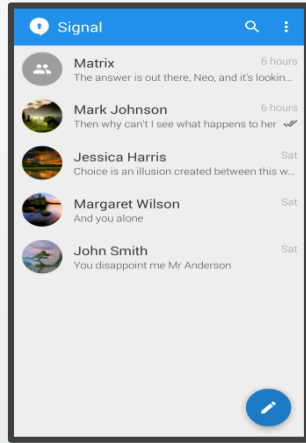 Signal
Matrix
6 hours
The answer is out there, Neo, and it's lookin...
Mark Johnson
6 hours
Then why can't I see what happens to her
Jessica Harris
Sat
Choice is an illusion created between this w...
Margaret Wilson
Sat
And you alone
John Smith
Sat
You disappoint me Mr Anderson